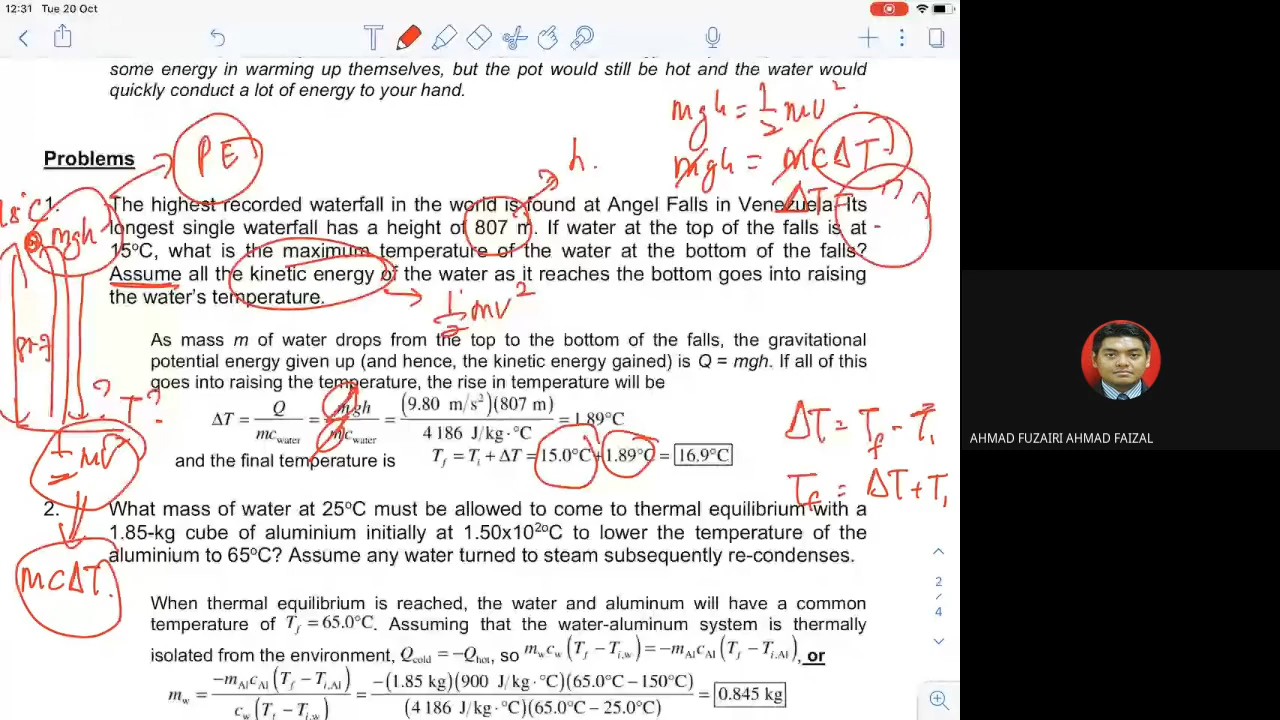 12:31 Tue 20 Oct
some energy in warming up themselves, but the pot would still be hot and the water would
quickly conduct a lot of energy to your hand.
mgh = 1/2 mv²
Problems
PE
h.
mgh = mcΔT
ΔT =
18°C
1. The highest recorded waterfall in the world is found at Angel Falls in Venezuela. Its
mgh
longest single waterfall has a height of 807 m. If water at the top of the falls is at
15°C, what is the maximum temperature of the water at the bottom of the falls?
Assume all the kinetic energy of the water as it reaches the bottom goes into raising
the water's temperature.
1/2 mv²
As mass m of water drops from the top to the bottom of the falls, the gravitational
potential energy given up (and here, the kinetic energy gained) is Q = mgh. If all of this
goes into raising the temperature, the rise in temperature will be
? T ?
ΔT = Q/mc_water = mgh/mc_water = (9.80 m/s²)(807 m)/4 186 J/kg·°C = 1.89°C
ΔT = Tf - Ti
1/2 mv²
and the final temperature is T_f = T_i + ΔT = 15.0°C + 1.89°C = 16.9°C
Tf = ΔT + Ti
2. What mass of water at 25°C must be allowed to come to thermal equilibrium with a
1.85-kg cube of aluminium initially at 1.50x10²°C to lower the temperature of the
aluminium to 65°C? Assume any water turned to steam subsequently re-condenses.
MCΔT.
When thermal equilibrium is reached, the water and aluminum will have a common
temperature of T_f = 65.0°C. Assuming that the water-aluminum system is thermally
isolated from the environment, Q_cold = −Q_hot, so m_w c_w (T_f − T_i,w) = −m_Al c_Al (T_f − T_i,Al), or
m_w = −m_Al c_Al (T_f − T_i,Al)/c_w (T_f − T_i,w) = −(1.85 kg)(900 J/kg·°C)(65.0°C − 150°C)/(4 186 J/kg·°C)(65.0°C − 25.0°C) = 0.845 kg
2
/
4
AHMAD FUZAIRI AHMAD FAIZAL